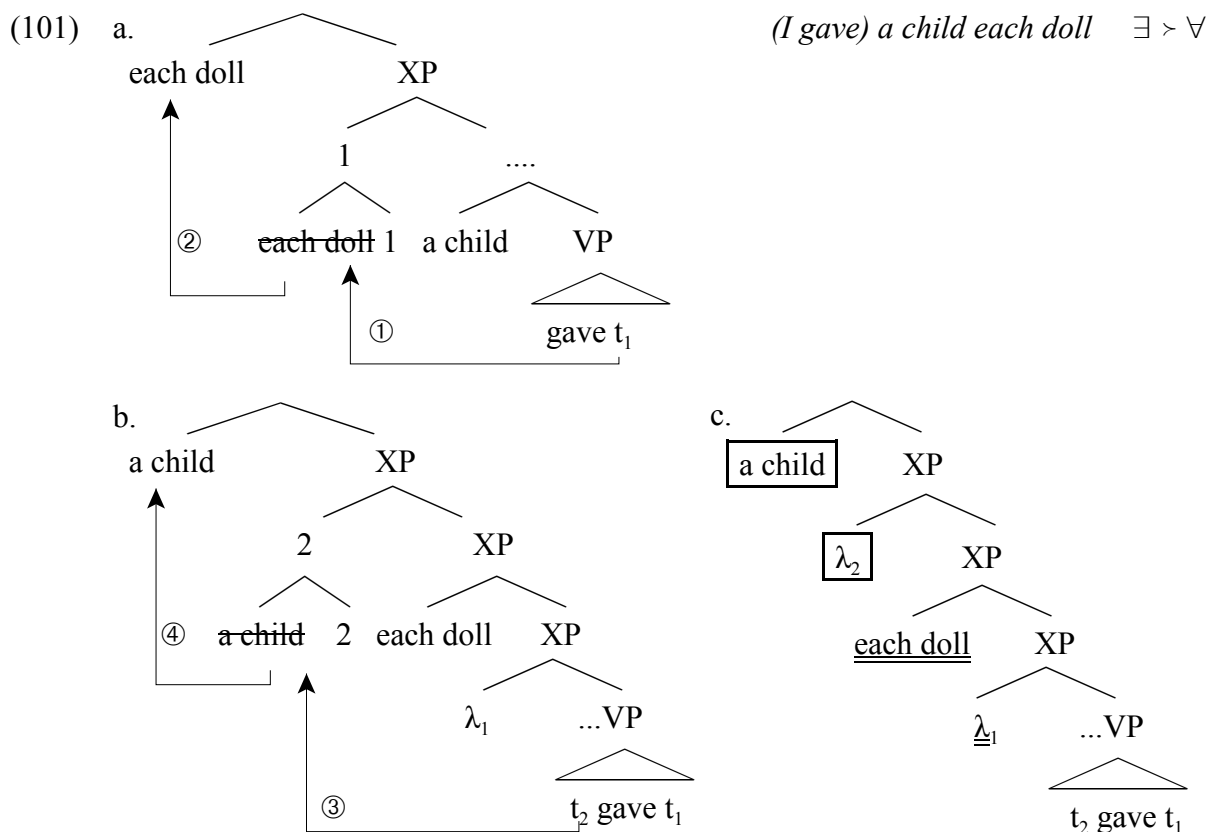 (101) a. (I gave) a child each doll ∃ ≻ ∀
each doll XP
1 ....
② each doll 1 a child VP
① gave t₁
b. c.
a child XP a child XP
2 XP λ₂ XP
④ a child 2 each doll XP each doll XP
λ₁ ...VP λ₁ ...VP
③ t₂ gave t₁ t₂ gave t₁